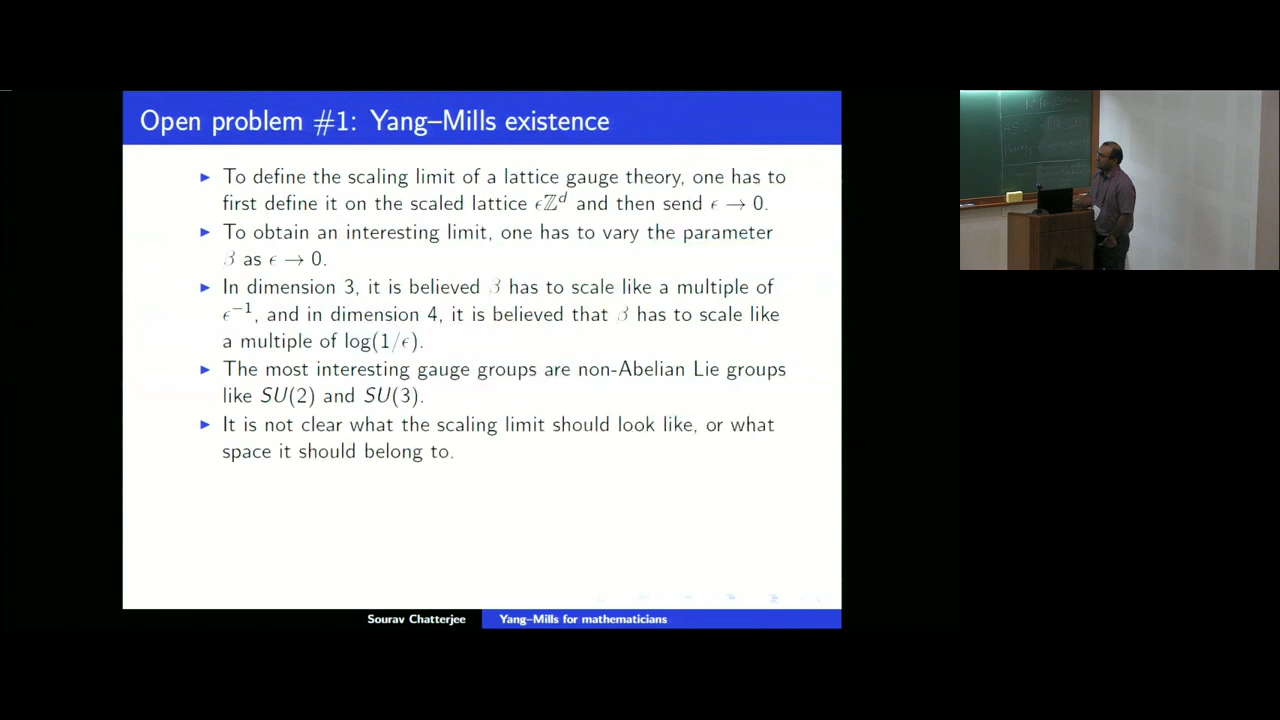 Open problem #1: Yang–Mills existence
▶ To define the scaling limit of a lattice gauge theory, one has to
first define it on the scaled lattice ϵℤᵈ and then send ϵ → 0.
▶ To obtain an interesting limit, one has to vary the parameter
β as ϵ → 0.
▶ In dimension 3, it is believed β has to scale like a multiple of
ϵ⁻¹, and in dimension 4, it is believed that β has to scale like
a multiple of log(1/ϵ).
▶ The most interesting gauge groups are non-Abelian Lie groups
like SU(2) and SU(3).
▶ It is not clear what the scaling limit should look like, or what
space it should belong to.
Sourav Chatterjee Yang–Mills for mathematicians